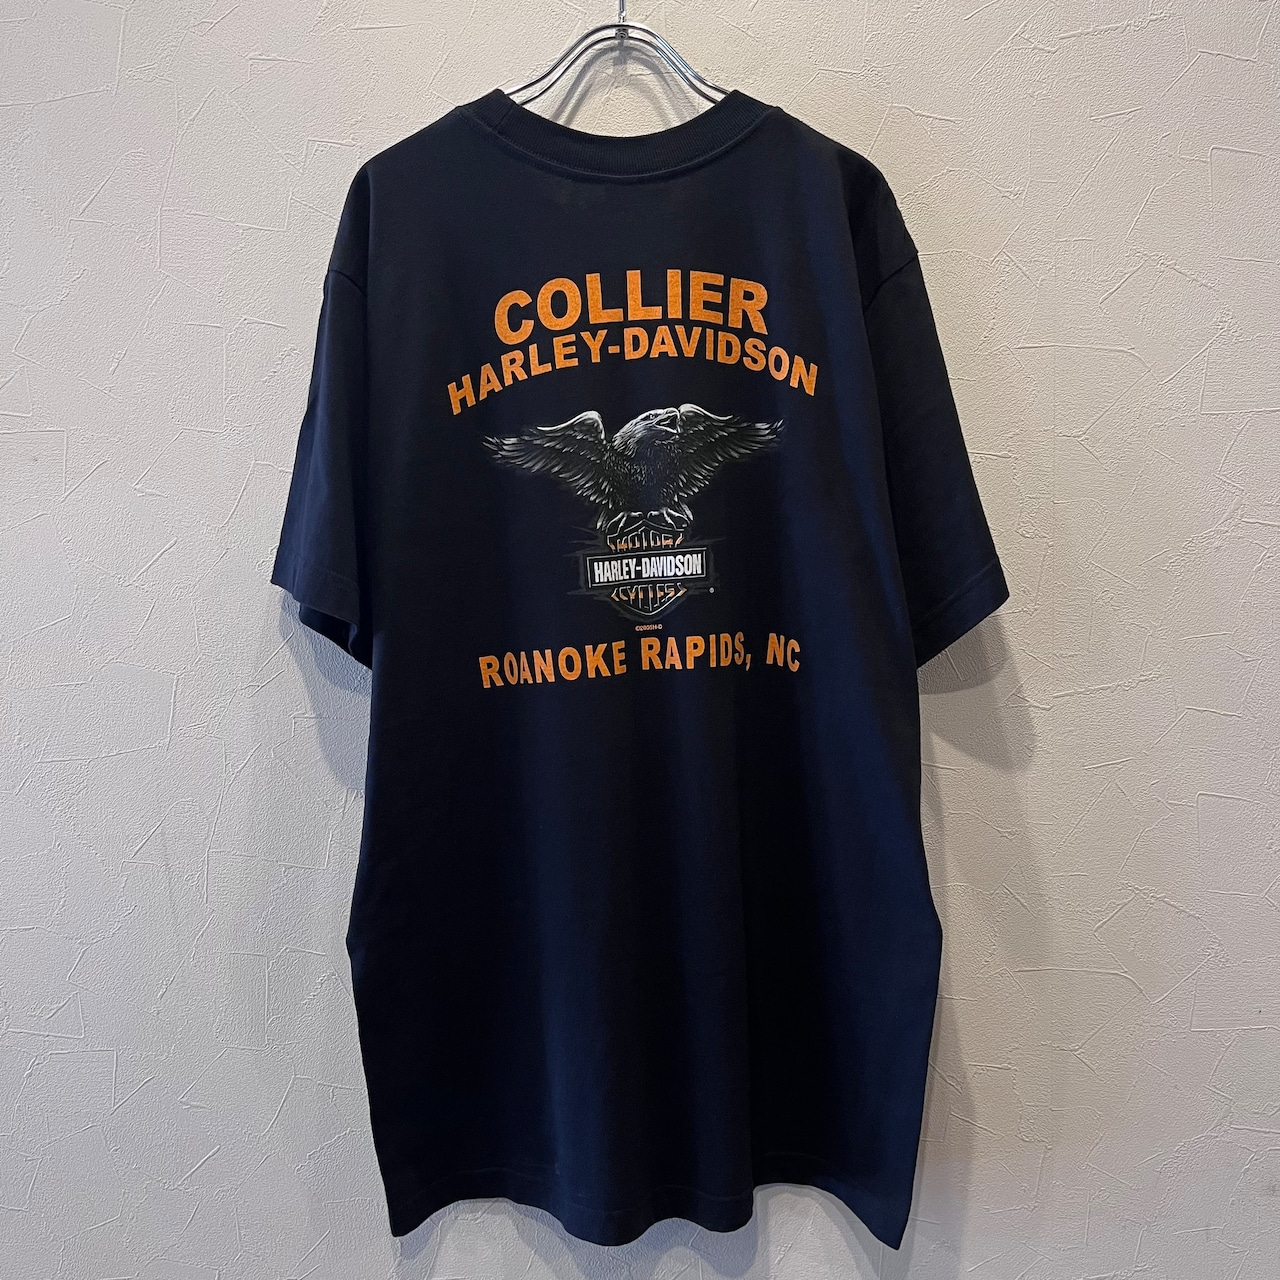 COLLIER
HARLEY-DAVIDSON
MOTOR
HARLEY-DAVIDSON
CYCLES
®
ROANOKE RAPIDS, NC